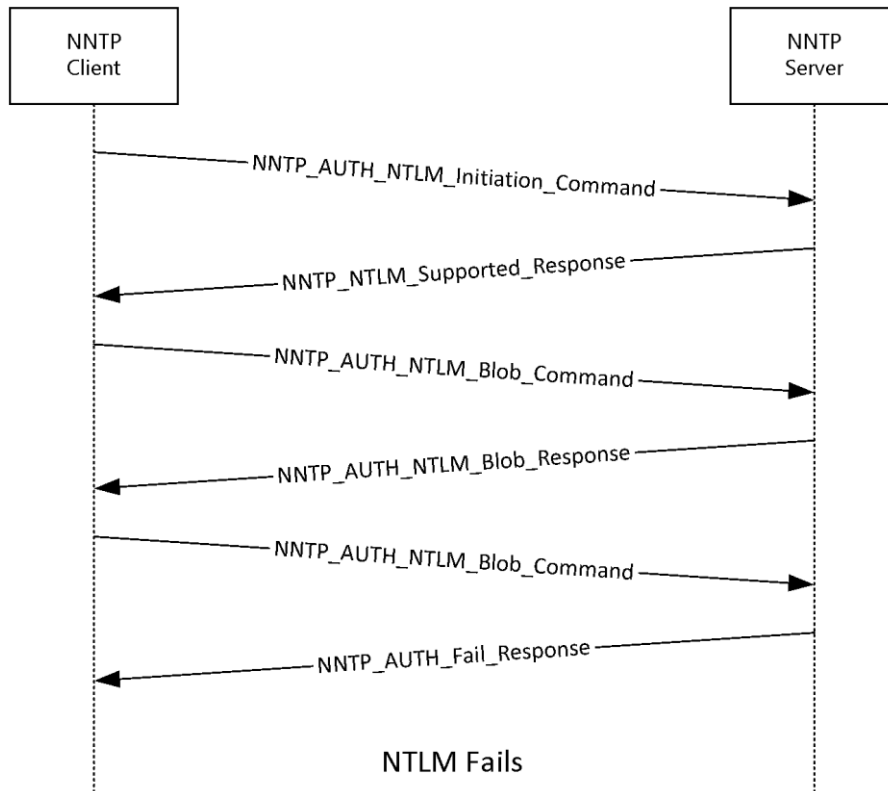 NNTP
Client
NNTP
Server
NNTP_AUTH_NTLM_Initiation_Command
NNTP_NTLM_Supported_Response
NNTP_AUTH_NTLM_Blob_Command
NNTP_AUTH_NTLM_Blob_Response
NNTP_AUTH_NTLM_Blob_Command
NNTP_AUTH_Fail_Response
NTLM Fails